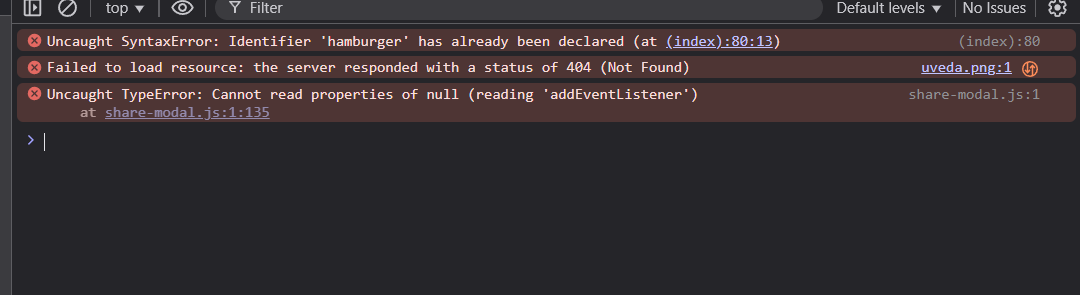 top Filter Default levels No Issues
Uncaught SyntaxError: Identifier 'hamburger' has already been declared (at (index):80:13) (index):80
Failed to load resource: the server responded with a status of 404 (Not Found) uveda.png:1
Uncaught TypeError: Cannot read properties of null (reading 'addEventListener') share-modal.js:1
at share-modal.js:1:135